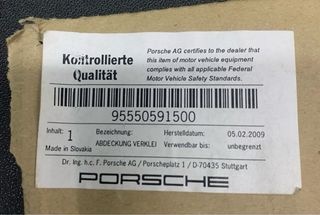 Kontrollierte
Qualität
Porsche AG certifies to the dealer that
this item of motor vehicle equipment
complies with all applicable Federal
Motor Vehicle Safety Standards.
95550591500
Inhalt: 1 Bezeichnung: Herstelldatum: 05.02.2009
Made in Slovakia ABDECKUNG VERKLEI Verwendbar bis: unbegrenzt
Dr. Ing. h.c. F. Porsche AG / Porscheplatz 1 / D-70435 Stuttgart
PORSCHE